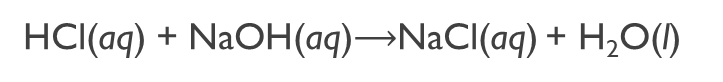 HCl(aq) + NaOH(aq)⟶NaCl(aq) + H₂O(l)